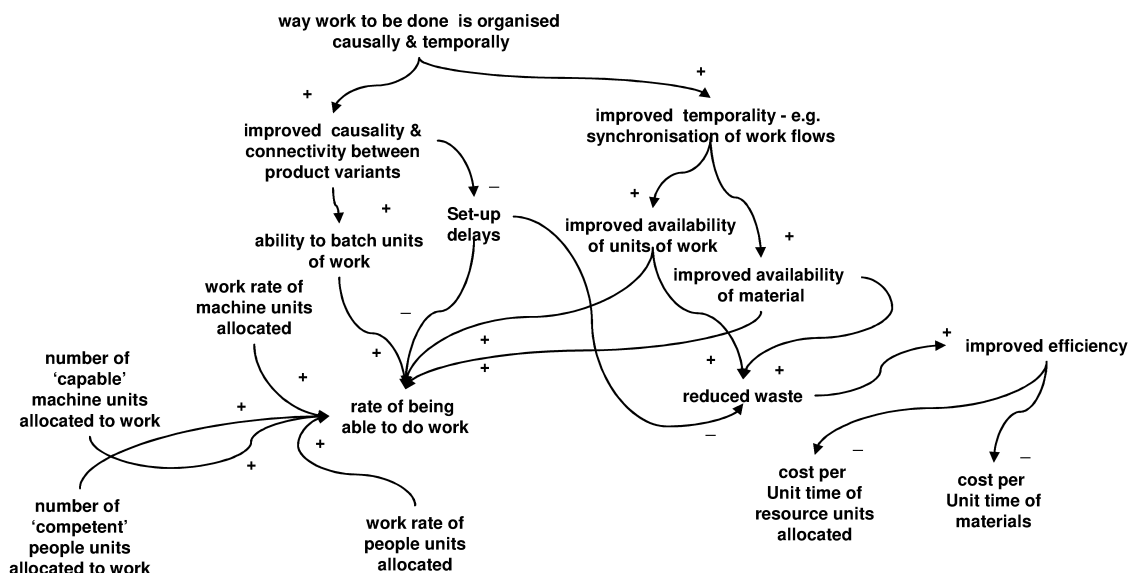 way work to be done is organised
causally & temporally
+
+
improved causality &
connectivity between
product variants
improved temporality - e.g.
synchronisation of work flows
–
+
+
+
Set-up
delays
improved availability
of units of work
ability to batch units
of work
improved availability
of material
work rate of
machine units
allocated
–
+
+
+
+
+
+
improved efficiency
number of
‘capable’
machine units
allocated to work
+
+
reduced waste
rate of being
able to do work
–
+
+
–
–
cost per
Unit time of
resource units
allocated
cost per
Unit time of
materials
number of
‘competent’
people units
allocated to work
work rate of
people units
allocated